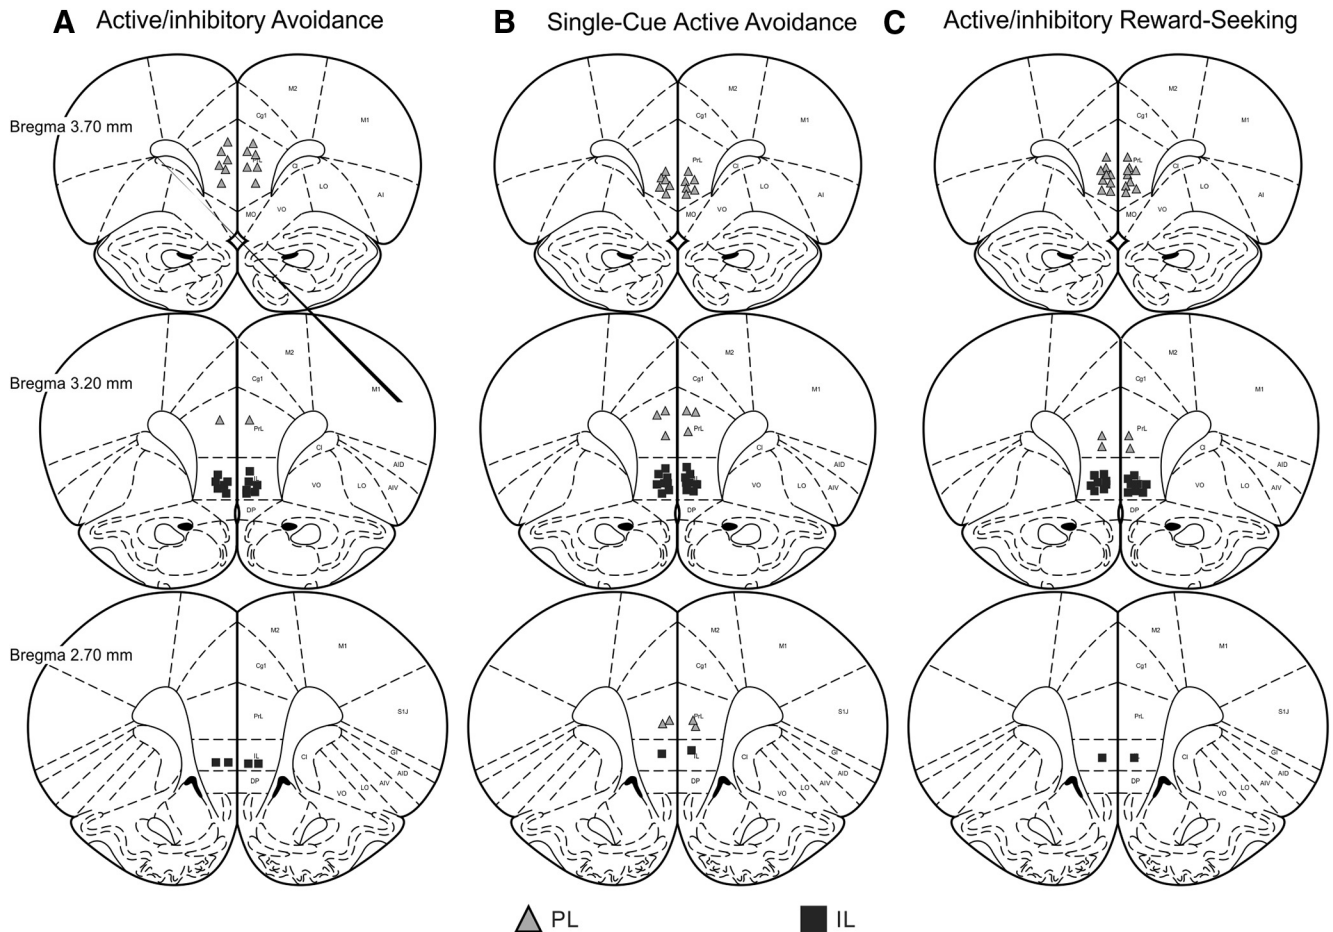 A Active/inhibitory Avoidance
B Single-Cue Active Avoidance
C Active/inhibitory Reward-Seeking
Bregma 3.70 mm
M2
Cg1
M1
Cl
LO
AI
MO
VO
M2
Cg1
M1
PrL
Cl
LO
AI
MO
VO
M2
Cg1
M1
PrL
Cl
LO
AI
MO
VO
Bregma 3.20 mm
M2
Cg1
M1
PrL
Cl
AID
VO
LO
AIV
DP
M2
Cg1
M1
PrL
Cl
AID
VO
LO
AIV
DP
M2
Cg1
M1
PrL
Cl
AID
VO
LO
AIV
DP
Bregma 2.70 mm
M2
M1
Cg1
S1J
PrL
GI
IL
Cl
AID
DP
AIV
LO
VO
M2
M1
Cg1
S1J
PrL
GI
IL
Cl
AID
DP
AIV
LO
VO
M2
M1
Cg1
S1J
PrL
GI
Cl
AID
DP
AIV
LO
VO
PL
IL